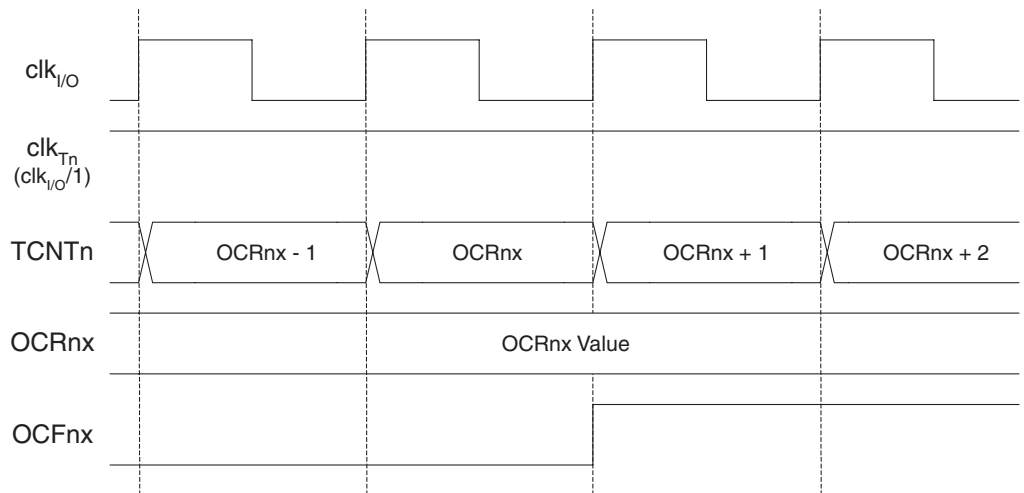 clkI/O
clkTn
(clkI/O/1)
TCNTn
OCRnx - 1
OCRnx
OCRnx + 1
OCRnx + 2
OCRnx
OCRnx Value
OCFnx